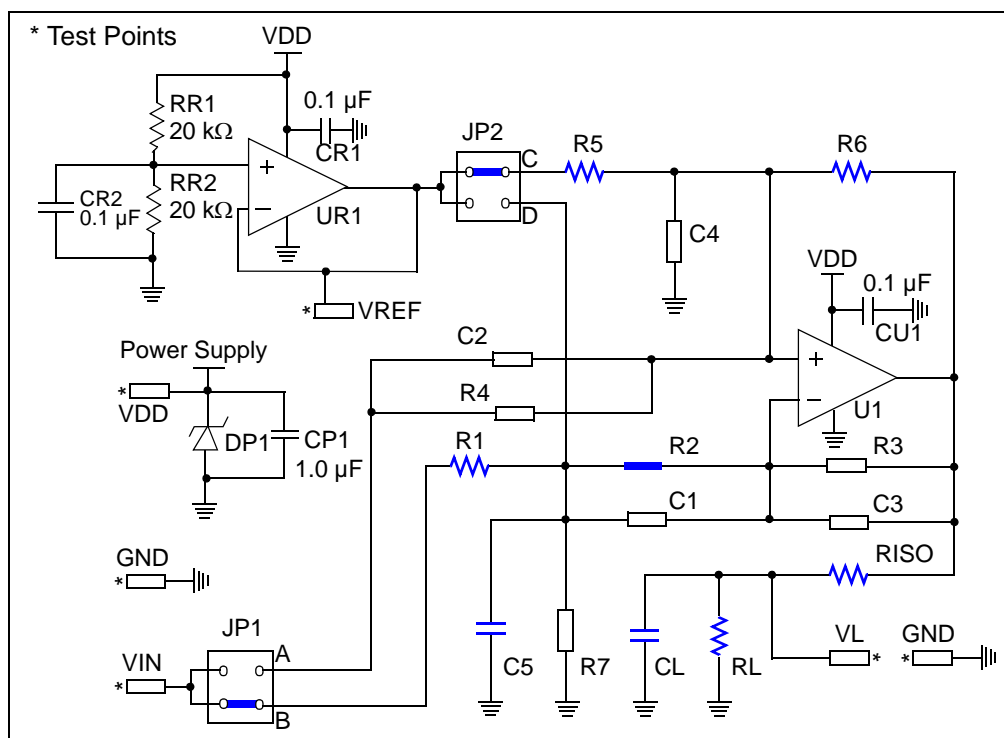 * Test Points
VDD
RR1
20 kΩ
0.1 µF
CR1
JP2
C
R5
R6
+
−
UR1
CR2
0.1 µF
RR2
20 kΩ
D
C4
VDD
0.1 µF
CU1
* VREF
Power Supply
C2
+
−
U1
* VDD
DP1
CP1
1.0 µF
R4
R1
R2
R3
C1
C3
GND
*
RISO
JP1
A
VIN
*
B
C5
R7
CL
RL
VL
*
GND
*